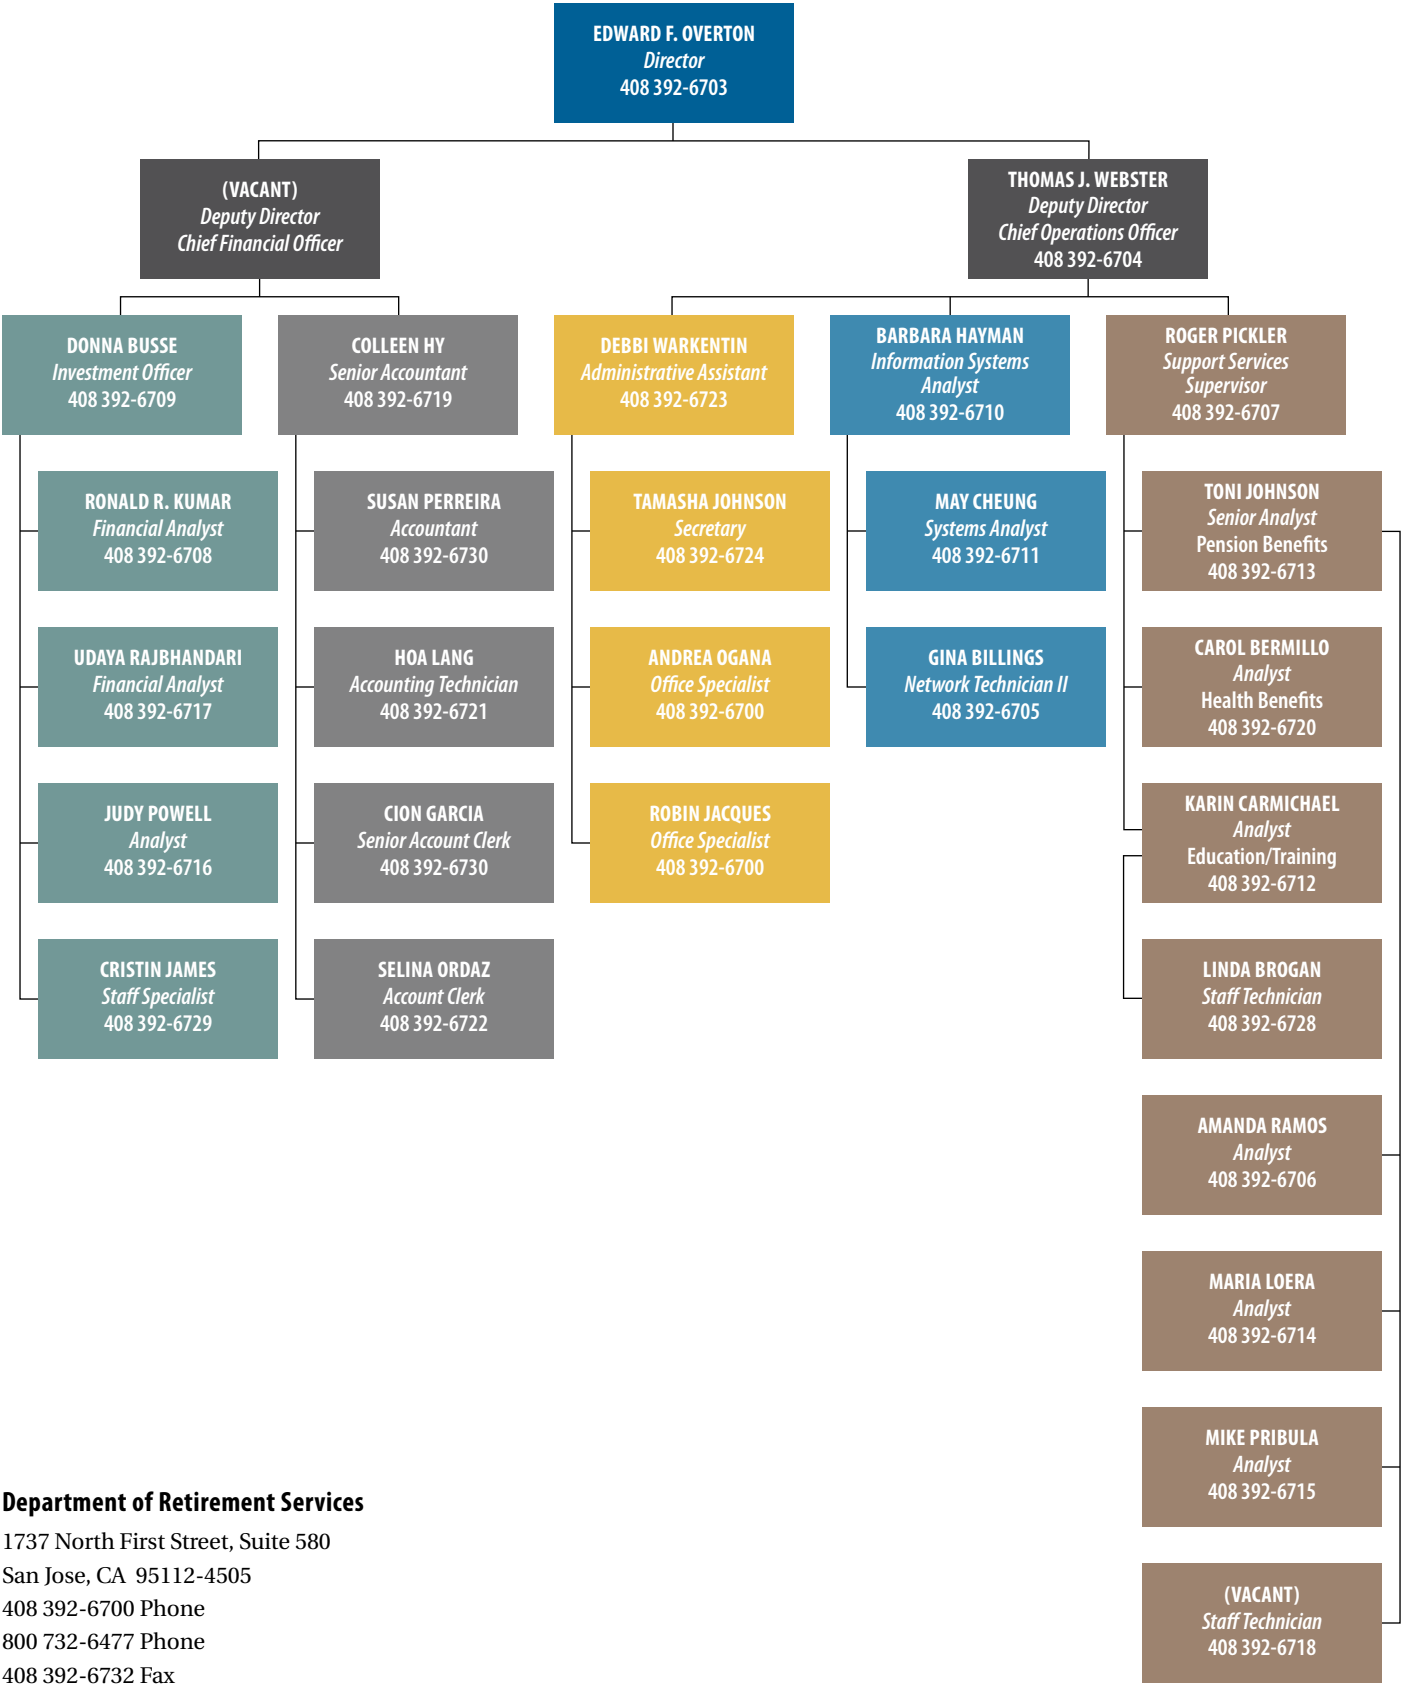 EDWARD F. OVERTON
Director
408 392-6703
(VACANT)
Deputy Director
Chief Financial Officer
THOMAS J. WEBSTER
Deputy Director
Chief Operations Officer
408 392-6704
DONNA BUSSE
Investment Officer
408 392-6709
COLLEEN HY
Senior Accountant
408 392-6719
DEBBI WARKENTIN
Administrative Assistant
408 392-6723
BARBARA HAYMAN
Information Systems
Analyst
408 392-6710
ROGER PICKLER
Support Services
Supervisor
408 392-6707
RONALD R. KUMAR
Financial Analyst
408 392-6708
SUSAN PERREIRA
Accountant
408 392-6730
TAMASHA JOHNSON
Secretary
408 392-6724
MAY CHEUNG
Systems Analyst
408 392-6711
TONI JOHNSON
Senior Analyst
Pension Benefits
408 392-6713
UDAYA RAJBHANDARI
Financial Analyst
408 392-6717
HOA LANG
Accounting Technician
408 392-6721
ANDREA OGANA
Office Specialist
408 392-6700
GINA BILLINGS
Network Technician II
408 392-6705
CAROL BERMILLO
Analyst
Health Benefits
408 392-6720
JUDY POWELL
Analyst
408 392-6716
CION GARCIA
Senior Account Clerk
408 392-6730
ROBIN JACQUES
Office Specialist
408 392-6700
KARIN CARMICHAEL
Analyst
Education/Training
408 392-6712
CRISTIN JAMES
Staff Specialist
408 392-6729
SELINA ORDAZ
Account Clerk
408 392-6722
LINDA BROGAN
Staff Technician
408 392-6728
AMANDA RAMOS
Analyst
408 392-6706
MARIA LOERA
Analyst
408 392-6714
MIKE PRIBULA
Analyst
408 392-6715
(VACANT)
Staff Technician
408 392-6718
Department of Retirement Services
1737 North First Street, Suite 580
San Jose, CA  95112-4505
408 392-6700 Phone
800 732-6477 Phone
408 392-6732 Fax